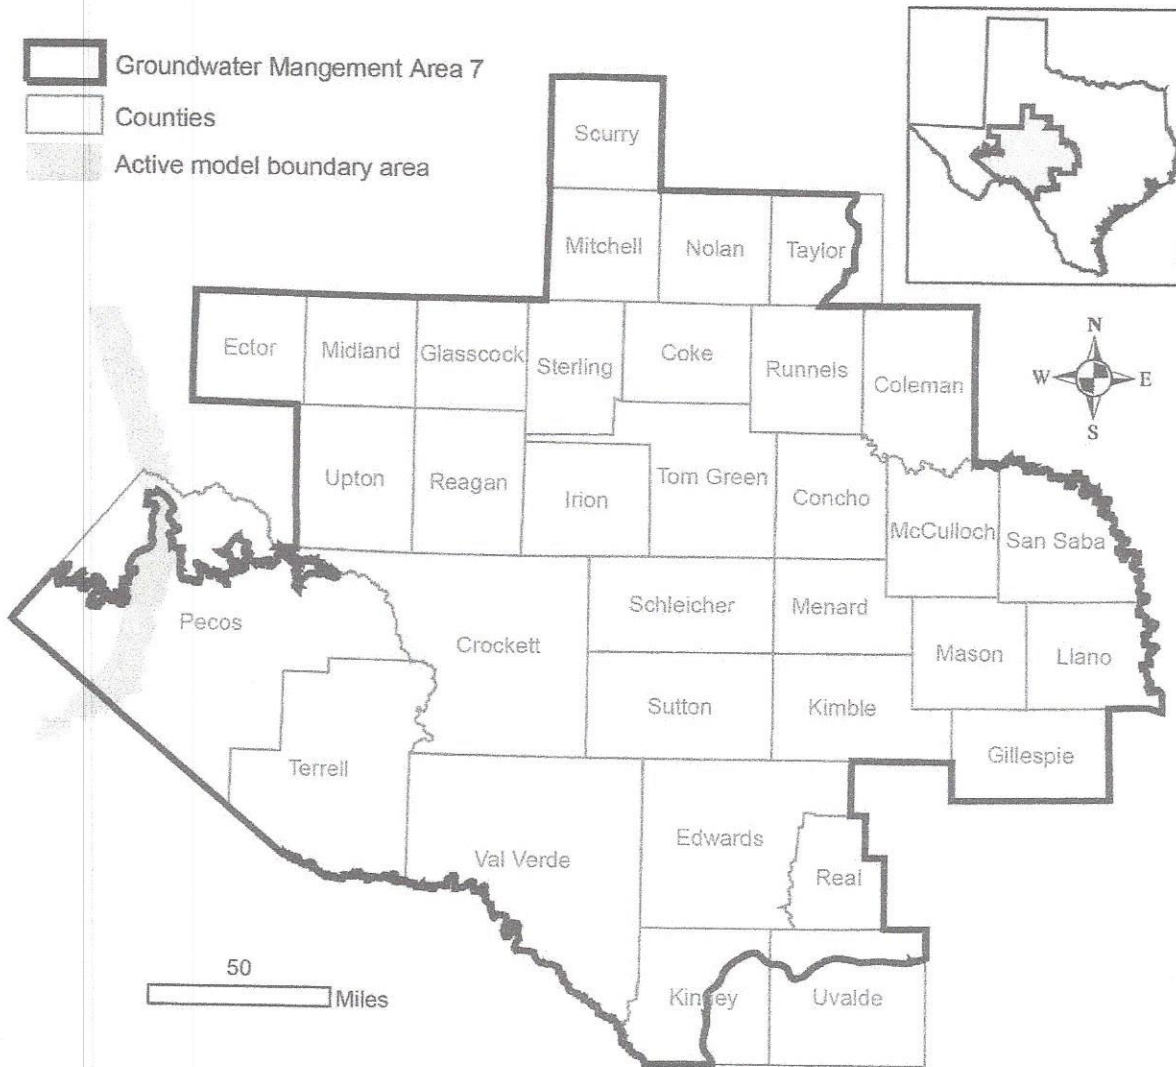 Groundwater Mangement Area 7
Counties
Active model boundary area
Scurry
Mitchell
Nolan
Taylor
Ector
Midland
Glasscock
Sterling
Coke
Runnels
Coleman
N
W
E
S
Upton
Reagan
Irion
Tom Green
Concho
McCulloch
San Saba
Pecos
Crockett
Schleicher
Menard
Mason
Llano
Sutton
Kimble
Gillespie
Terrell
Val Verde
Edwards
Real
Kinney
Uvalde
50
Miles